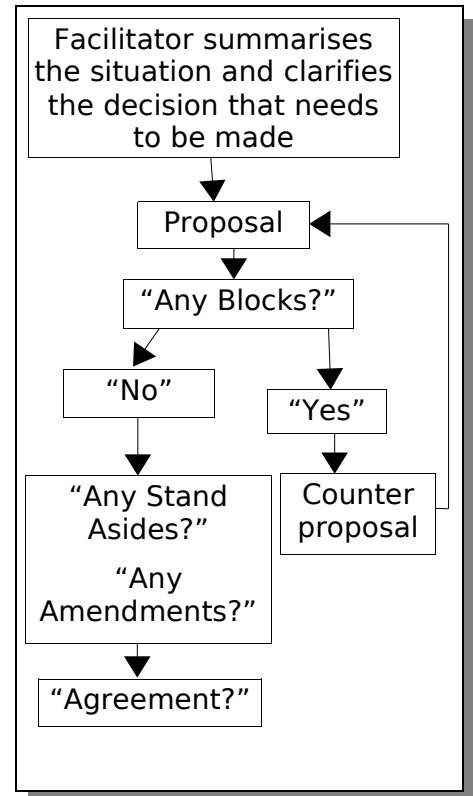 Facilitator summarises
the situation and clarifies
the decision that needs
to be made
Proposal
“Any Blocks?”
“No”
“Yes”
“Any Stand
Asides?”
“Any
Amendments?”
Counter
proposal
“Agreement?”